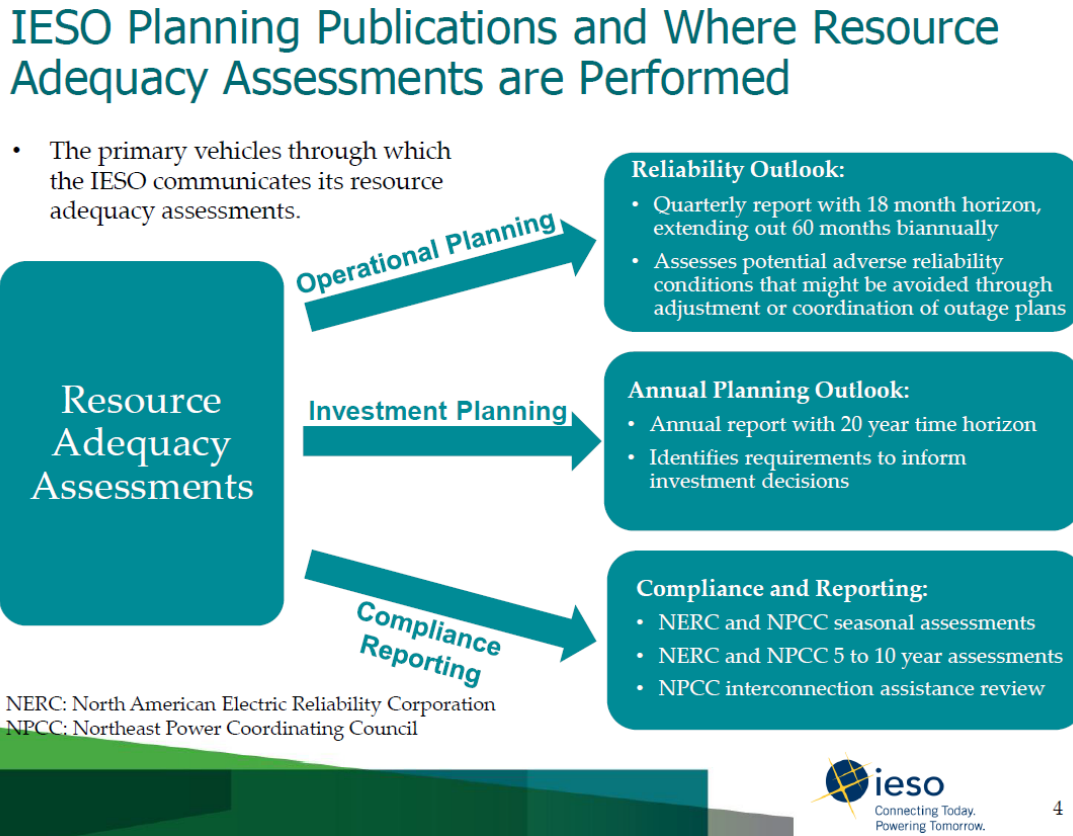 IESO Planning Publications and Where Resource
Adequacy Assessments are Performed
• The primary vehicles through which
the IESO communicates its resource
adequacy assessments.
Resource
Adequacy
Assessments
Operational Planning
Reliability Outlook:
• Quarterly report with 18 month horizon,
extending out 60 months biannually
• Assesses potential adverse reliability
conditions that might be avoided through
adjustment or coordination of outage plans
Investment Planning
Annual Planning Outlook:
• Annual report with 20 year time horizon
• Identifies requirements to inform
investment decisions
Compliance
Reporting
Compliance and Reporting:
• NERC and NPCC seasonal assessments
• NERC and NPCC 5 to 10 year assessments
• NPCC interconnection assistance review
NERC: North American Electric Reliability Corporation
NPCC: Northeast Power Coordinating Council
ieso
Connecting Today.
Powering Tomorrow.
4